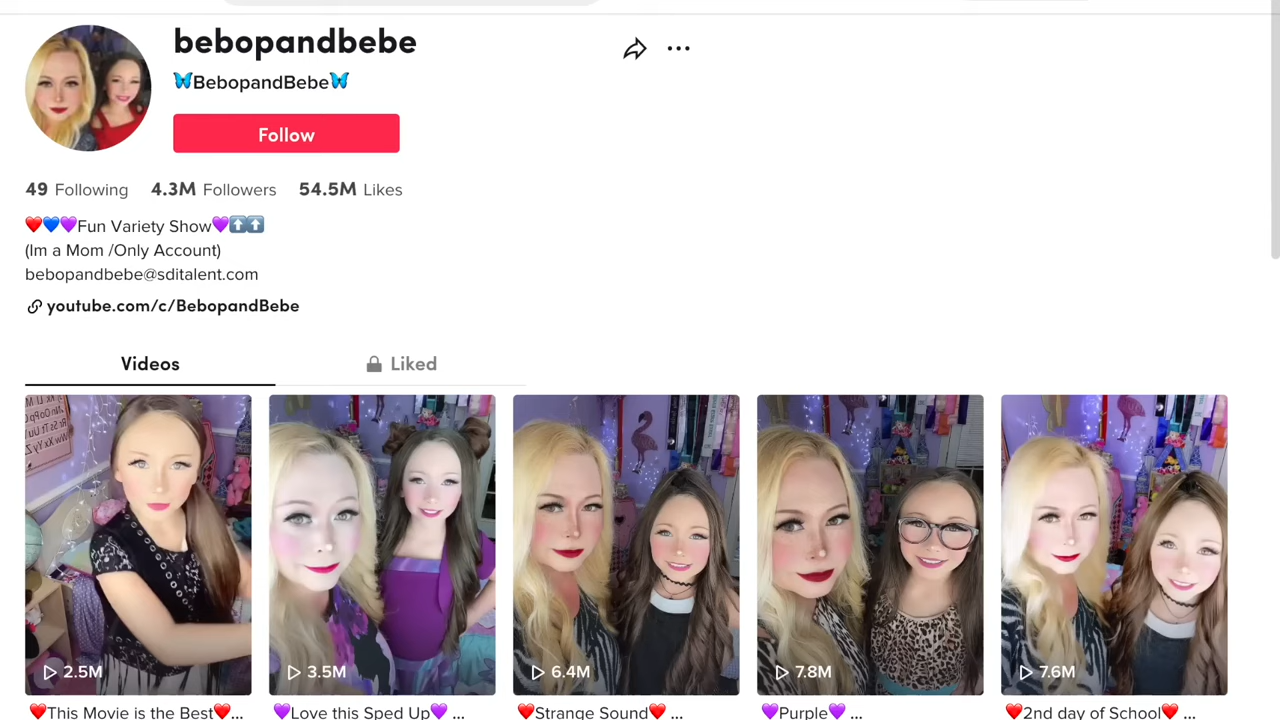 bebopandbebe
🦋BebopandBebe🦋
Follow
49 Following 4.3M Followers 54.5M Likes
❤️💙💜Fun Variety Show💜⬆️⬆️
(Im a Mom /Only Account)
bebopandbebe@sditalent.com
youtube.com/c/BebopandBebe
Videos Liked
2.5M 3.5M 6.4M 7.8M 7.6M
❤️This Movie is the Best❤️... 💜Love this Sped Up💜 ... ❤️Strange Sound❤️ ... 💜Purple💜 ... ❤️2nd day of School❤️ ...